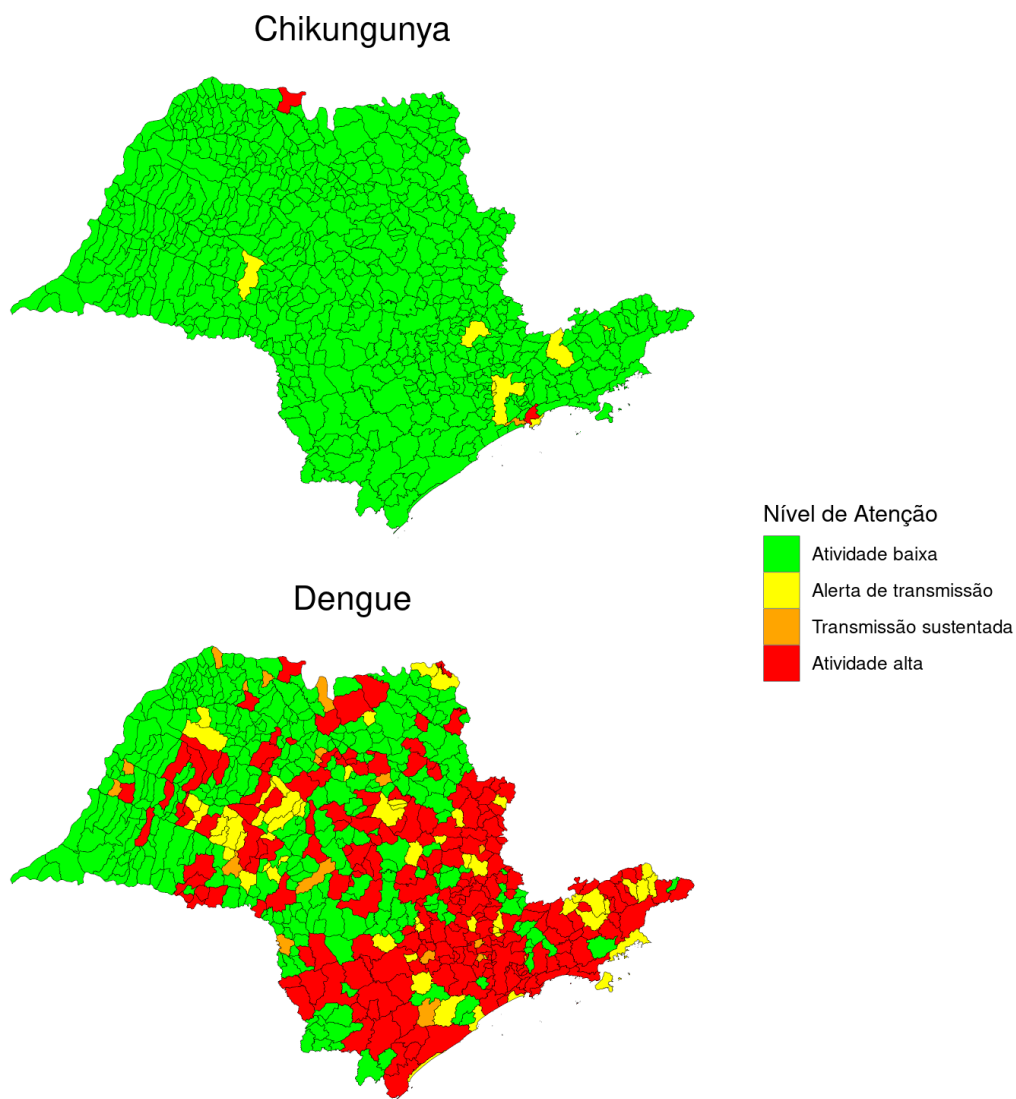 Chikungunya
Nível de Atenção
Atividade baixa
Alerta de transmissão
Transmissão sustentada
Atividade alta
Dengue